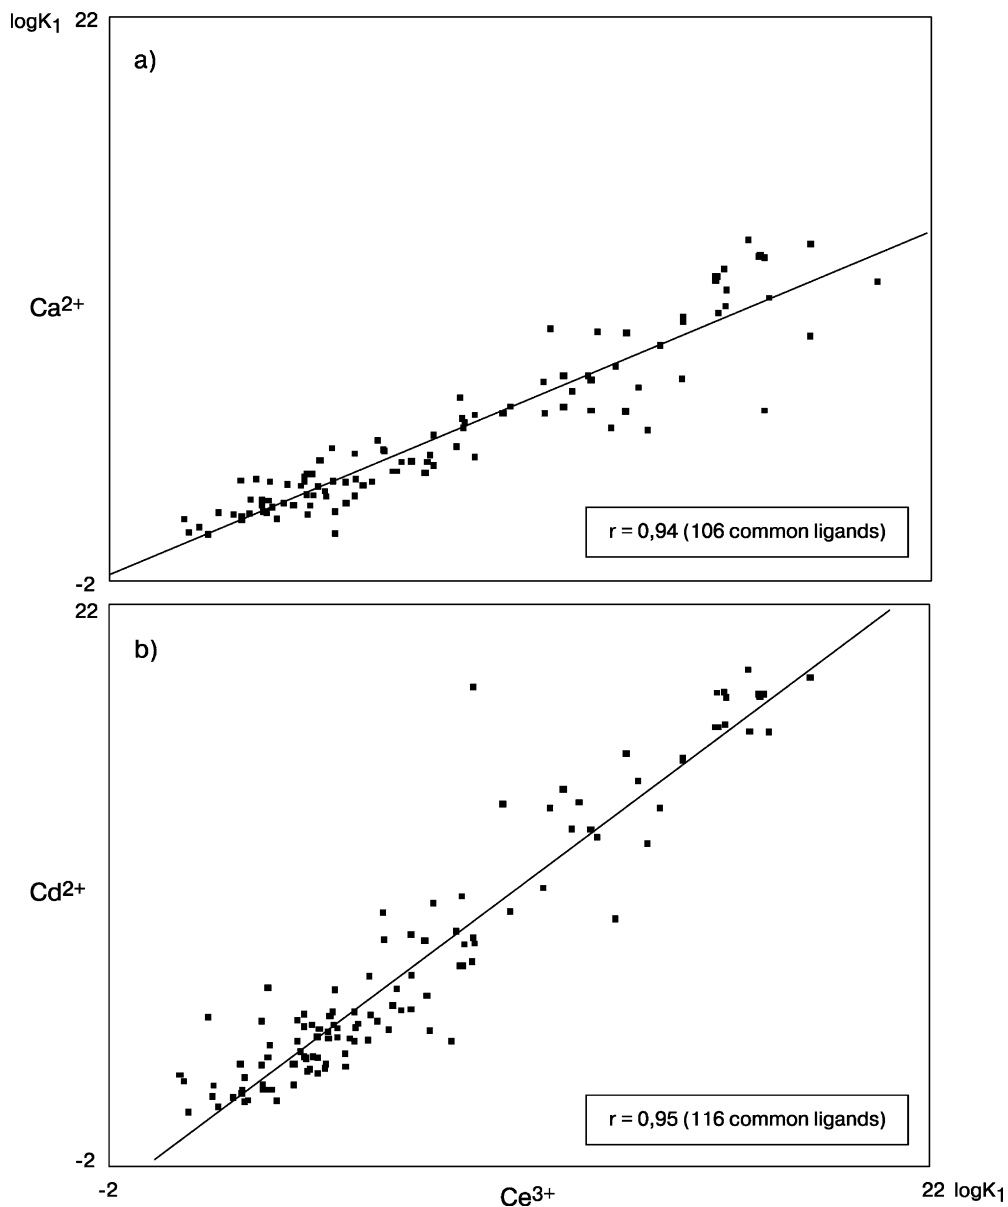 logK1 22
a)
Ca2+
r = 0,94 (106 common ligands)
-2
22
b)
Cd2+
r = 0,95 (116 common ligands)
-2
-2 Ce3+ 22 logK1